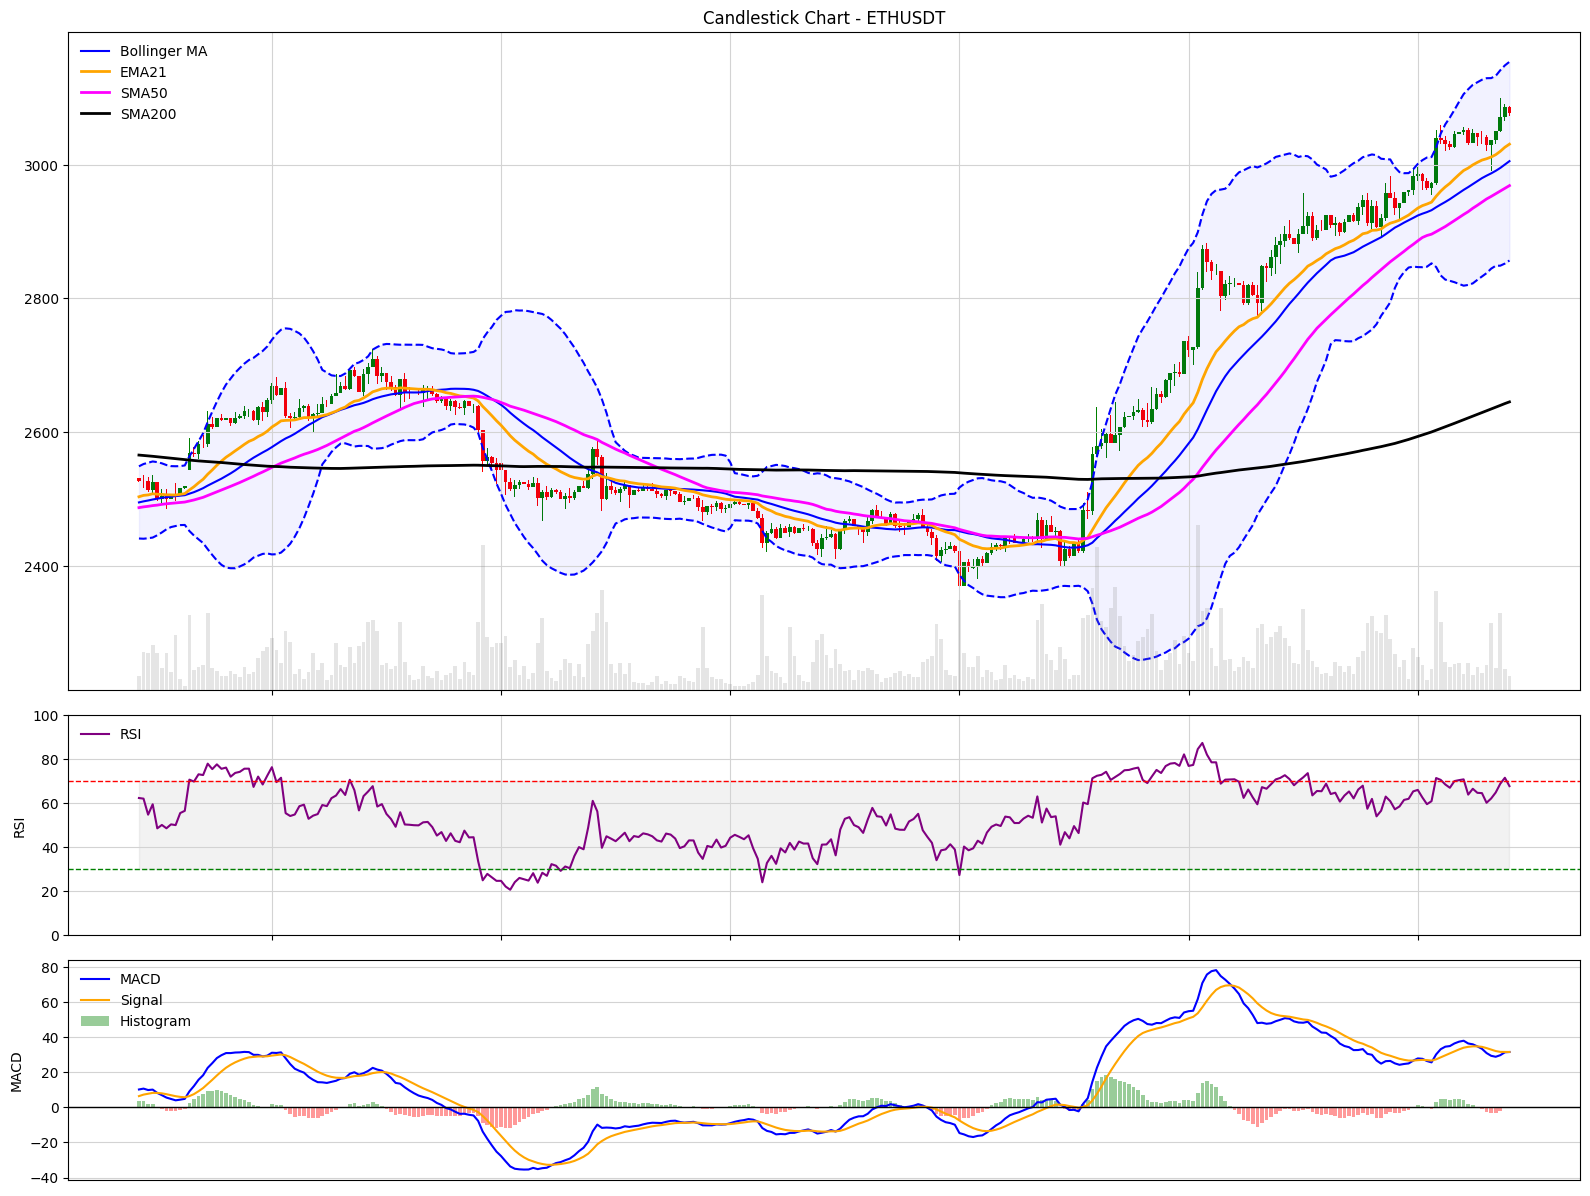 Candlestick Chart - ETHUSDT
Bollinger MA
EMA21
SMA50
SMA200
3000
2800
2600
2400
100
80
60
40
20
0
RSI
RSI
80
60
40
20
0
−20
−40
MACD
MACD
Signal
Histogram